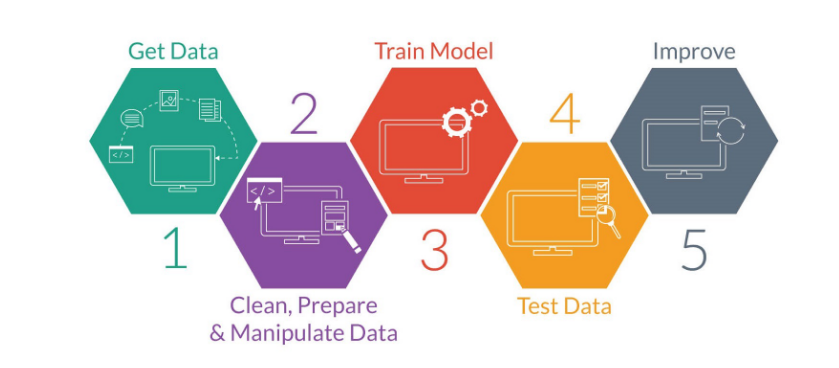 Get Data
1
2
Clean, Prepare
& Manipulate Data
Train Model
3
4
Test Data
Improve
5
</>
</>